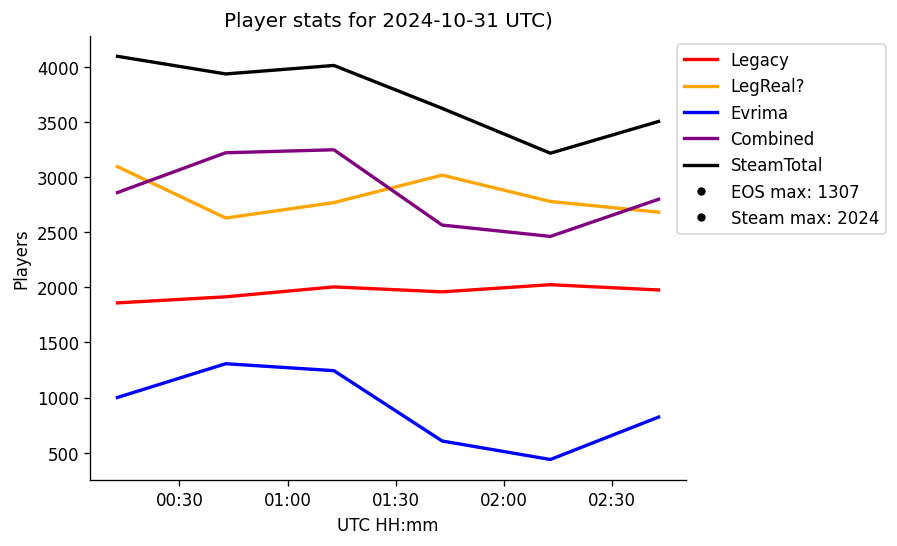 Player stats for 2024-10-31 UTC)
Legacy
LegReal?
Evrima
Combined
SteamTotal
EOS max: 1307
Steam max: 2024
4000
3500
3000
2500
2000
1500
1000
500
Players
00:30 01:00 01:30 02:00 02:30
UTC HH:mm